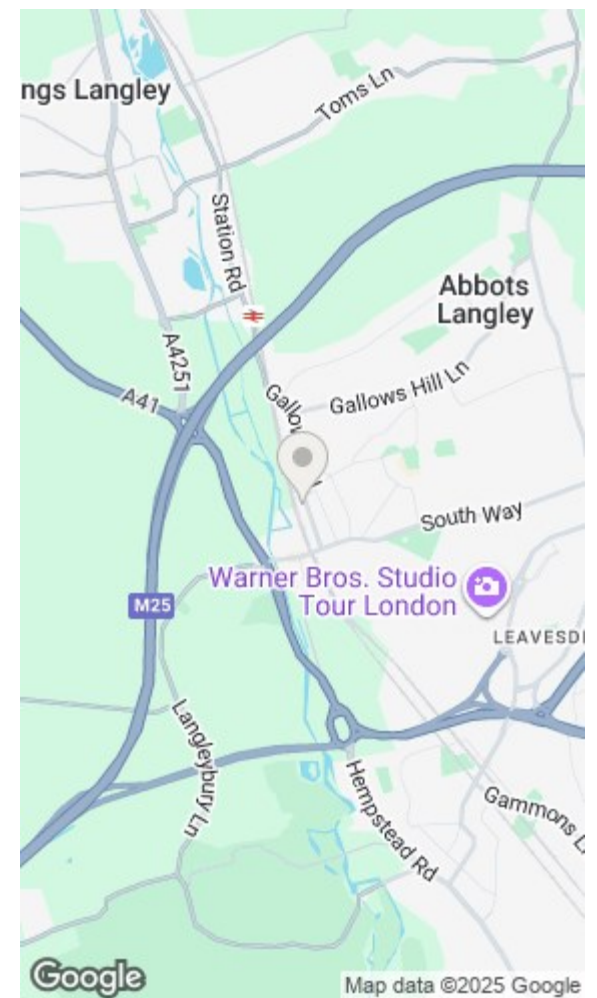 ngs Langley
Toms Ln
Station Rd
Abbots
Langley
A4251
A41
Gallows Hill Ln
South Way
Warner Bros. Studio
Tour London
M25
LEAVESD
Langleybury Ln
Hempstead Rd
Gammons L
Google
Map data ©2025 Google